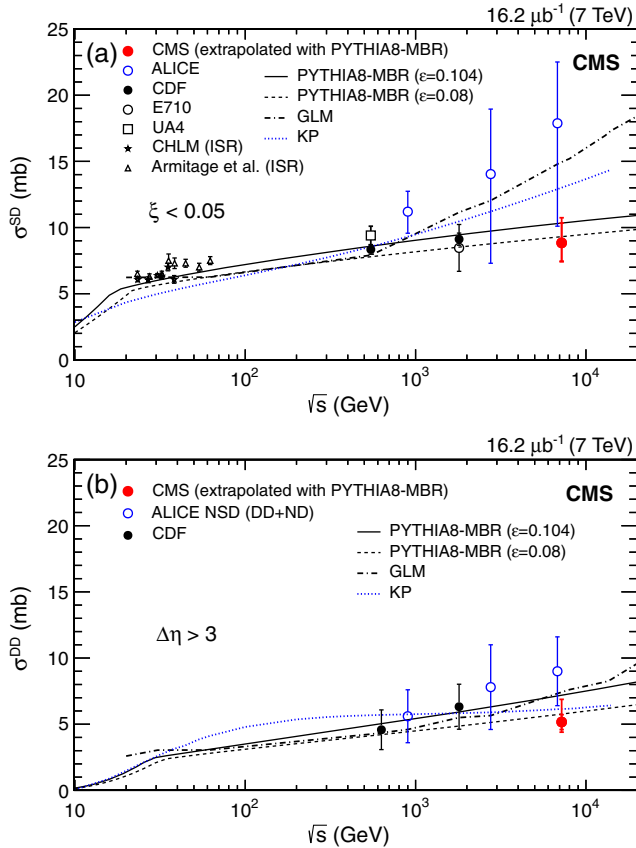 16.2 μb⁻¹ (7 TeV)
(a)
CMS
CMS (extrapolated with PYTHIA8-MBR)
ALICE
CDF
E710
UA4
CHLM (ISR)
Armitage et al. (ISR)
PYTHIA8-MBR (ε=0.104)
PYTHIA8-MBR (ε=0.08)
GLM
KP
ξ < 0.05
σ^SD (mb)
25
20
15
10
5
0
10
10²
10³
10⁴
√s (GeV)
16.2 μb⁻¹ (7 TeV)
(b)
CMS
CMS (extrapolated with PYTHIA8-MBR)
ALICE NSD (DD+ND)
CDF
PYTHIA8-MBR (ε=0.104)
PYTHIA8-MBR (ε=0.08)
GLM
KP
Δη > 3
σ^DD (mb)
25
20
15
10
5
0
10
10²
10³
10⁴
√s (GeV)